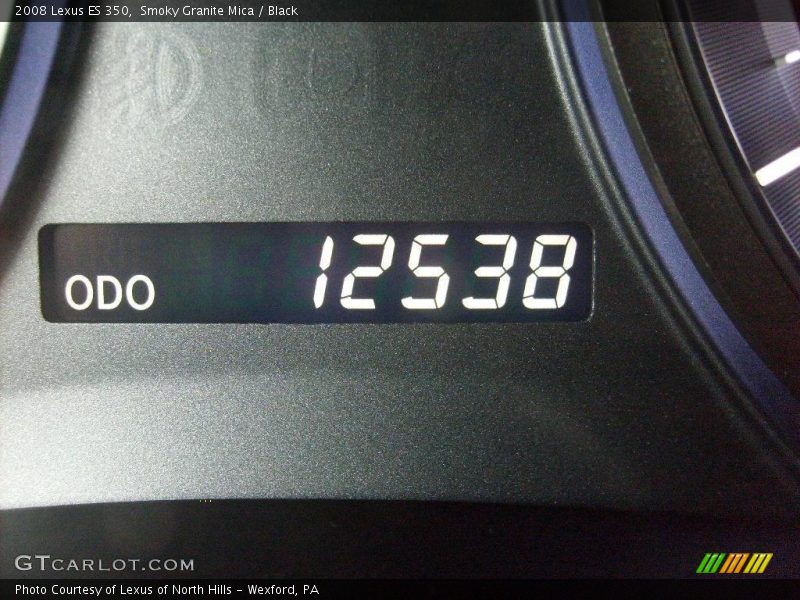 2008 Lexus ES 350, Smoky Granite Mica / Black
ODO 12538
GTCARLOT.COM
Photo Courtesy of Lexus of North Hills - Wexford, PA